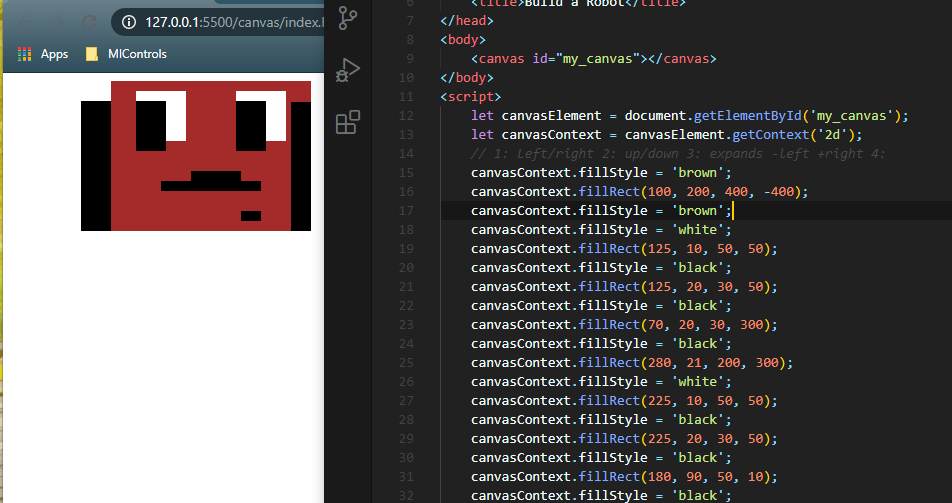 127.0.0.1:5500/canvas/index.h
Apps
MIControls
6 <title>Build a Robot</title>
7 </head>
8 <body>
9 <canvas id="my_canvas"></canvas>
10 </body>
11 <script>
12 let canvasElement = document.getElementById('my_canvas');
13 let canvasContext = canvasElement.getContext('2d');
14 // 1: Left/right 2: up/down 3: expands -left +right 4:
15 canvasContext.fillStyle = 'brown';
16 canvasContext.fillRect(100, 200, 400, -400);
17 canvasContext.fillStyle = 'brown';
18 canvasContext.fillStyle = 'white';
19 canvasContext.fillRect(125, 10, 50, 50);
20 canvasContext.fillStyle = 'black';
21 canvasContext.fillRect(125, 20, 30, 50);
22 canvasContext.fillStyle = 'black';
23 canvasContext.fillRect(70, 20, 30, 300);
24 canvasContext.fillStyle = 'black';
25 canvasContext.fillRect(280, 21, 200, 300);
26 canvasContext.fillStyle = 'white';
27 canvasContext.fillRect(225, 10, 50, 50);
28 canvasContext.fillStyle = 'black';
29 canvasContext.fillRect(225, 20, 30, 50);
30 canvasContext.fillStyle = 'black';
31 canvasContext.fillRect(180, 90, 50, 10);
32 canvasContext.fillStyle = 'black';